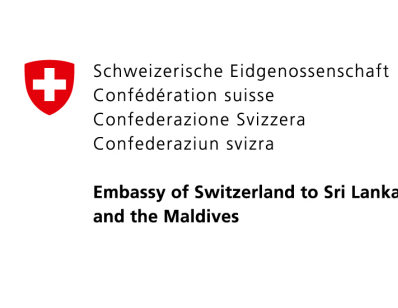 Schweizerische Eidgenossenschaft
Confédération suisse
Confederazione Svizzera
Confederaziun svizra
Embassy of Switzerland to Sri Lanka
and the Maldives